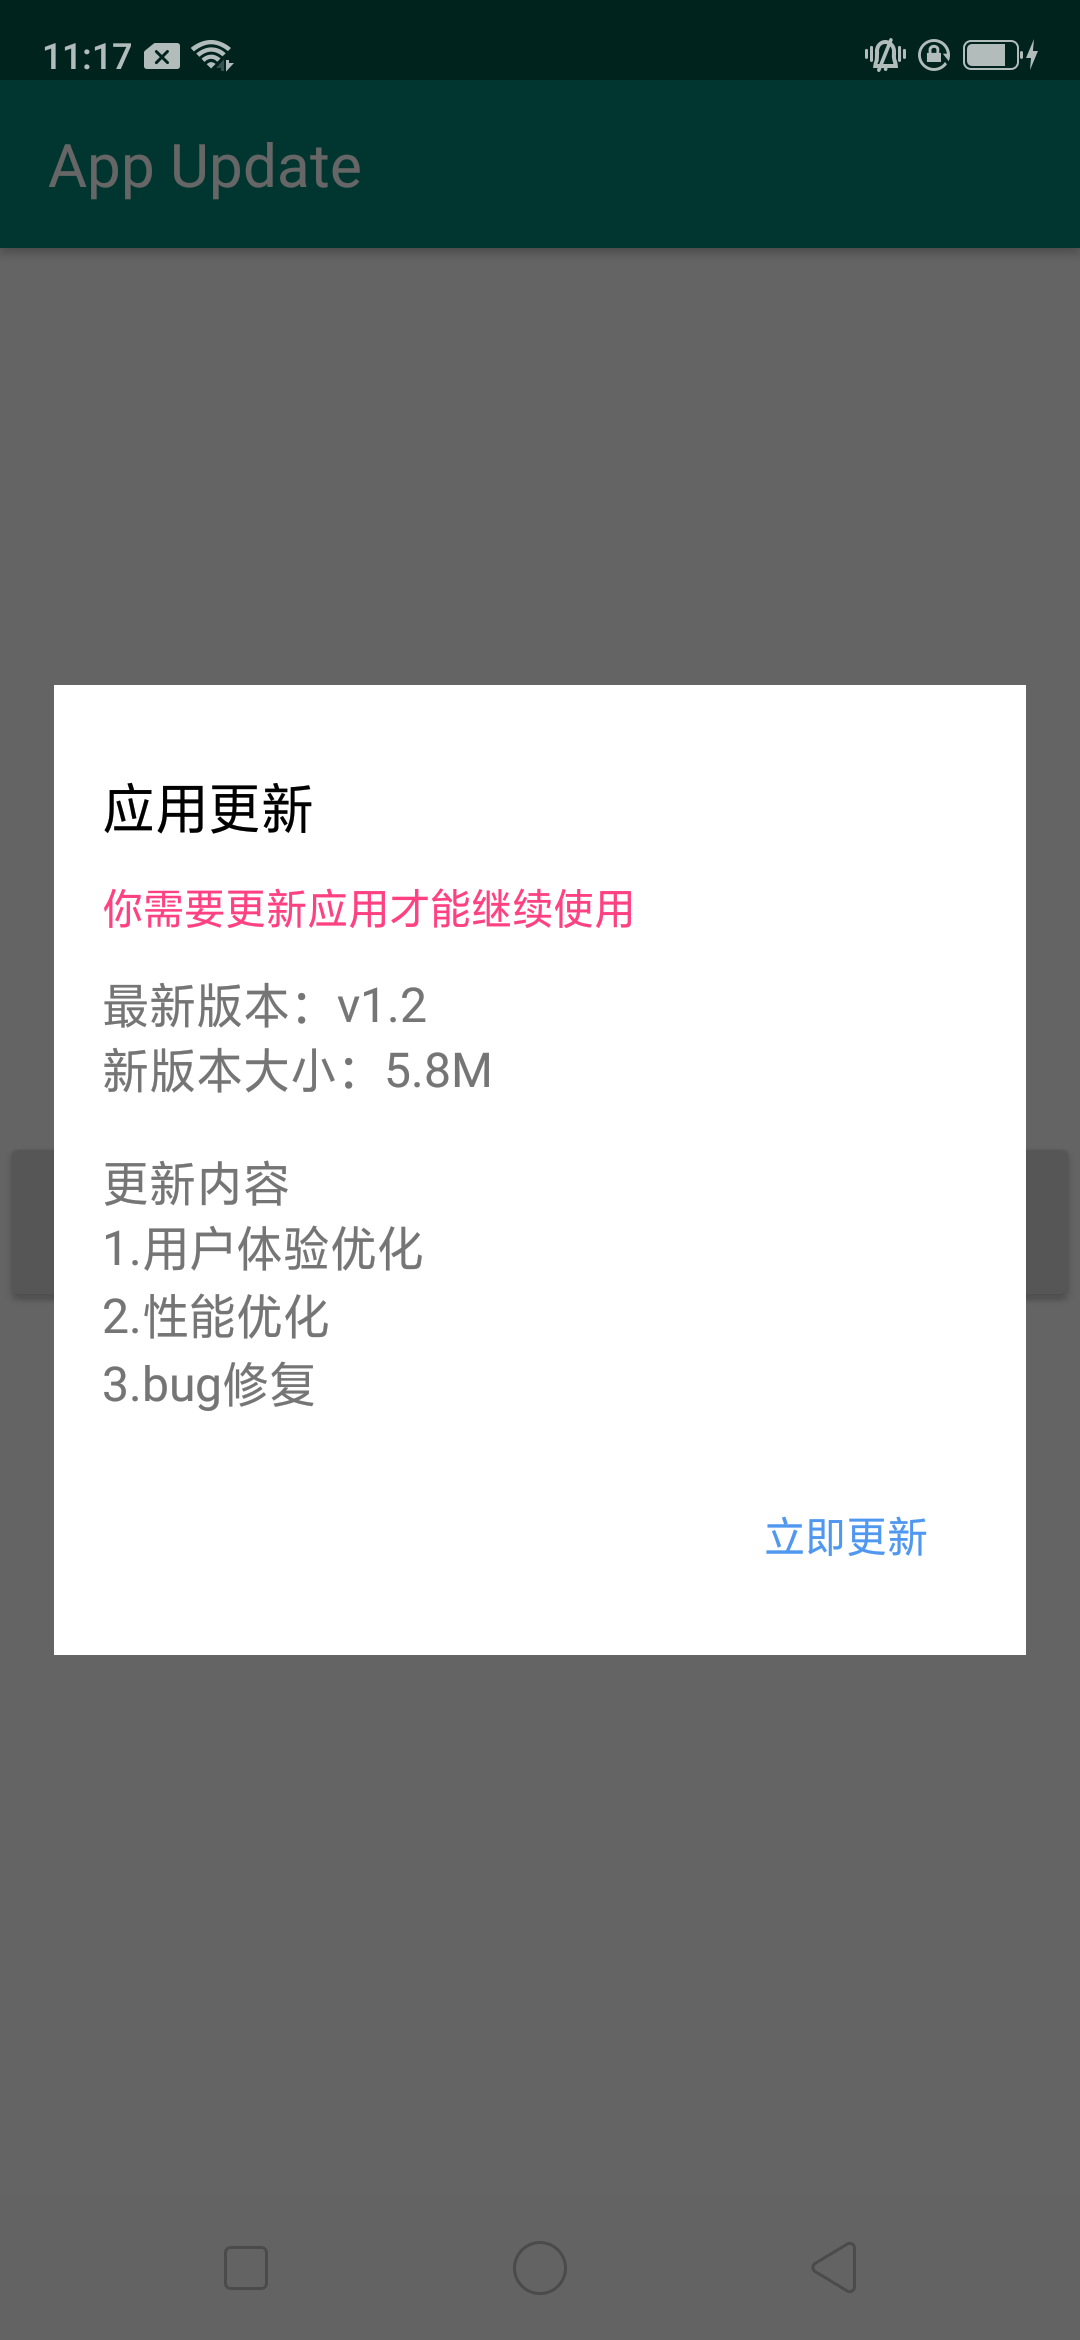 11:17
App Update
应用更新
你需要更新应用才能继续使用
最新版本：v1.2
新版本大小：5.8M
更新内容
1.用户体验优化
2.性能优化
3.bug修复
立即更新